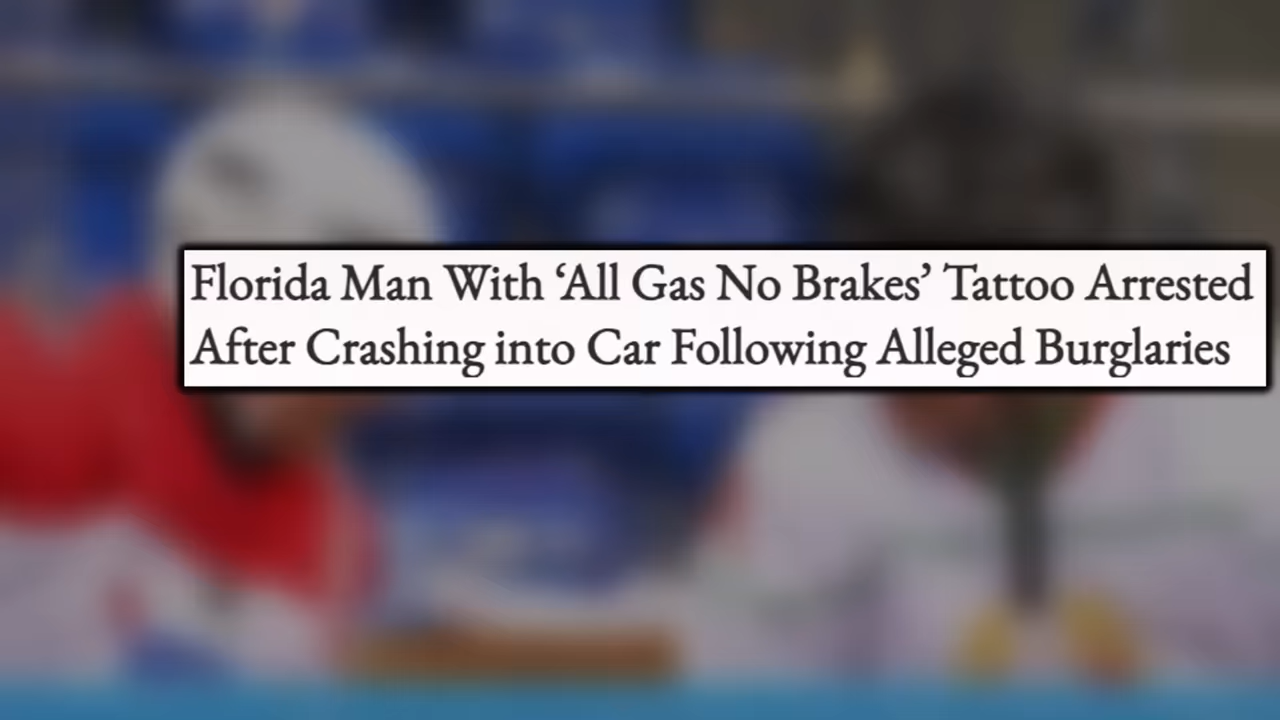 Florida Man With ‘All Gas No Brakes’ Tattoo Arrested
After Crashing into Car Following Alleged Burglaries